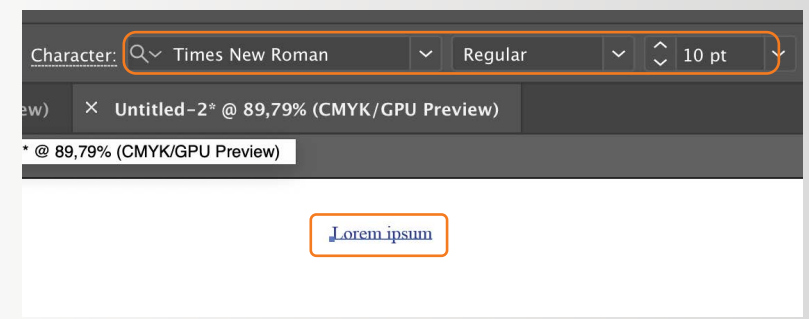 Character: Times New Roman Regular 10 pt
ew) × Untitled-2* @ 89,79% (CMYK/GPU Preview)
* @ 89,79% (CMYK/GPU Preview)
Lorem ipsum